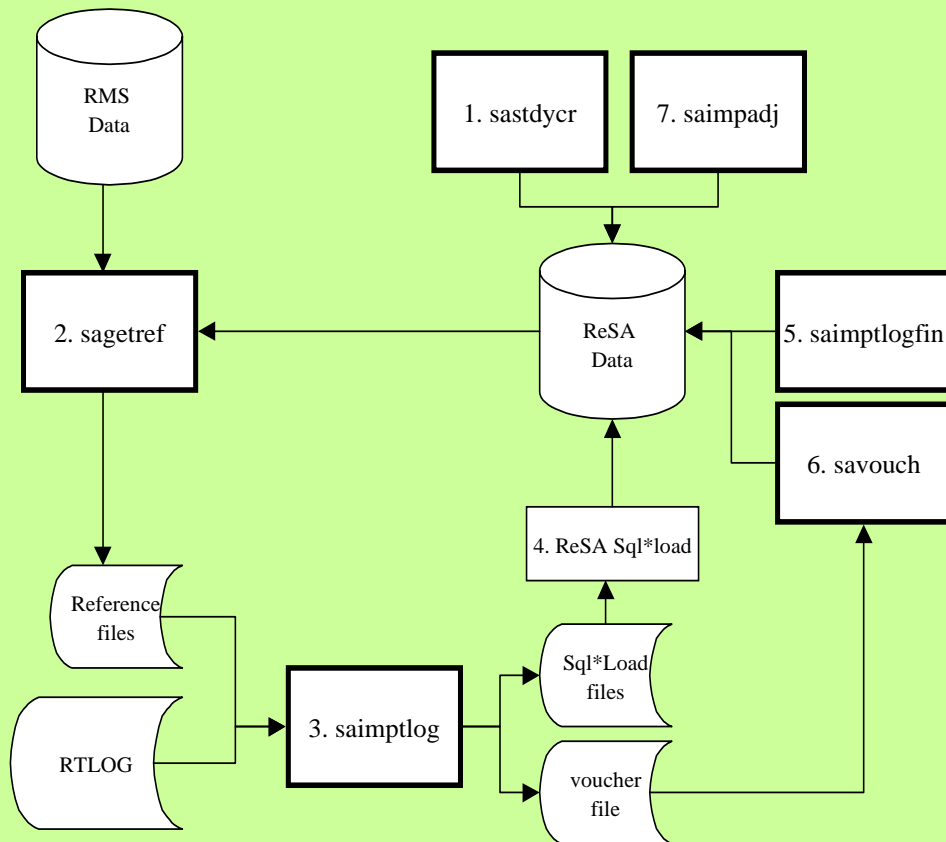 RMS
Data
1. sastdycr
7. saimpadj
2. sagetref
ReSA
Data
5. saimptlogfin
6. savouch
4. ReSA Sql*load
Reference
files
Sql*Load
files
3. saimptlog
RTLOG
voucher
file